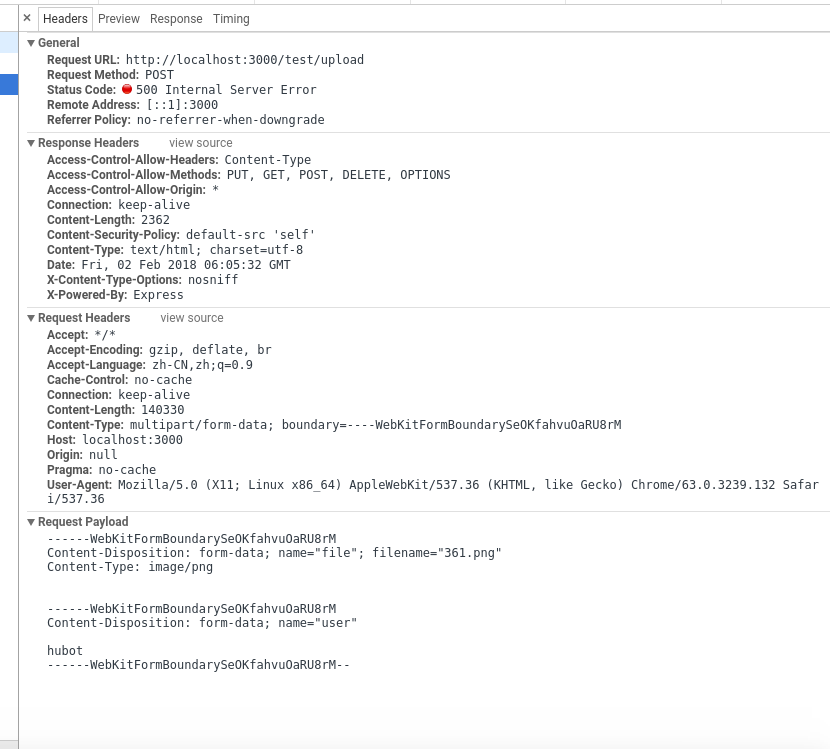 × Headers Preview Response Timing
▼ General
Request URL: http://localhost:3000/test/upload
Request Method: POST
Status Code: 500 Internal Server Error
Remote Address: [::1]:3000
Referrer Policy: no-referrer-when-downgrade
▼ Response Headers view source
Access-Control-Allow-Headers: Content-Type
Access-Control-Allow-Methods: PUT, GET, POST, DELETE, OPTIONS
Access-Control-Allow-Origin: *
Connection: keep-alive
Content-Length: 2362
Content-Security-Policy: default-src 'self'
Content-Type: text/html; charset=utf-8
Date: Fri, 02 Feb 2018 06:05:32 GMT
X-Content-Type-Options: nosniff
X-Powered-By: Express
▼ Request Headers view source
Accept: */*
Accept-Encoding: gzip, deflate, br
Accept-Language: zh-CN,zh;q=0.9
Cache-Control: no-cache
Connection: keep-alive
Content-Length: 140330
Content-Type: multipart/form-data; boundary=----WebKitFormBoundarySeOKfahvuOaRU8rM
Host: localhost:3000
Origin: null
Pragma: no-cache
User-Agent: Mozilla/5.0 (X11; Linux x86_64) AppleWebKit/537.36 (KHTML, like Gecko) Chrome/63.0.3239.132 Safar
i/537.36
▼ Request Payload
------WebKitFormBoundarySeOKfahvuOaRU8rM
Content-Disposition: form-data; name="file"; filename="361.png"
Content-Type: image/png
------WebKitFormBoundarySeOKfahvuOaRU8rM
Content-Disposition: form-data; name="user"
hubot
------WebKitFormBoundarySeOKfahvuOaRU8rM--